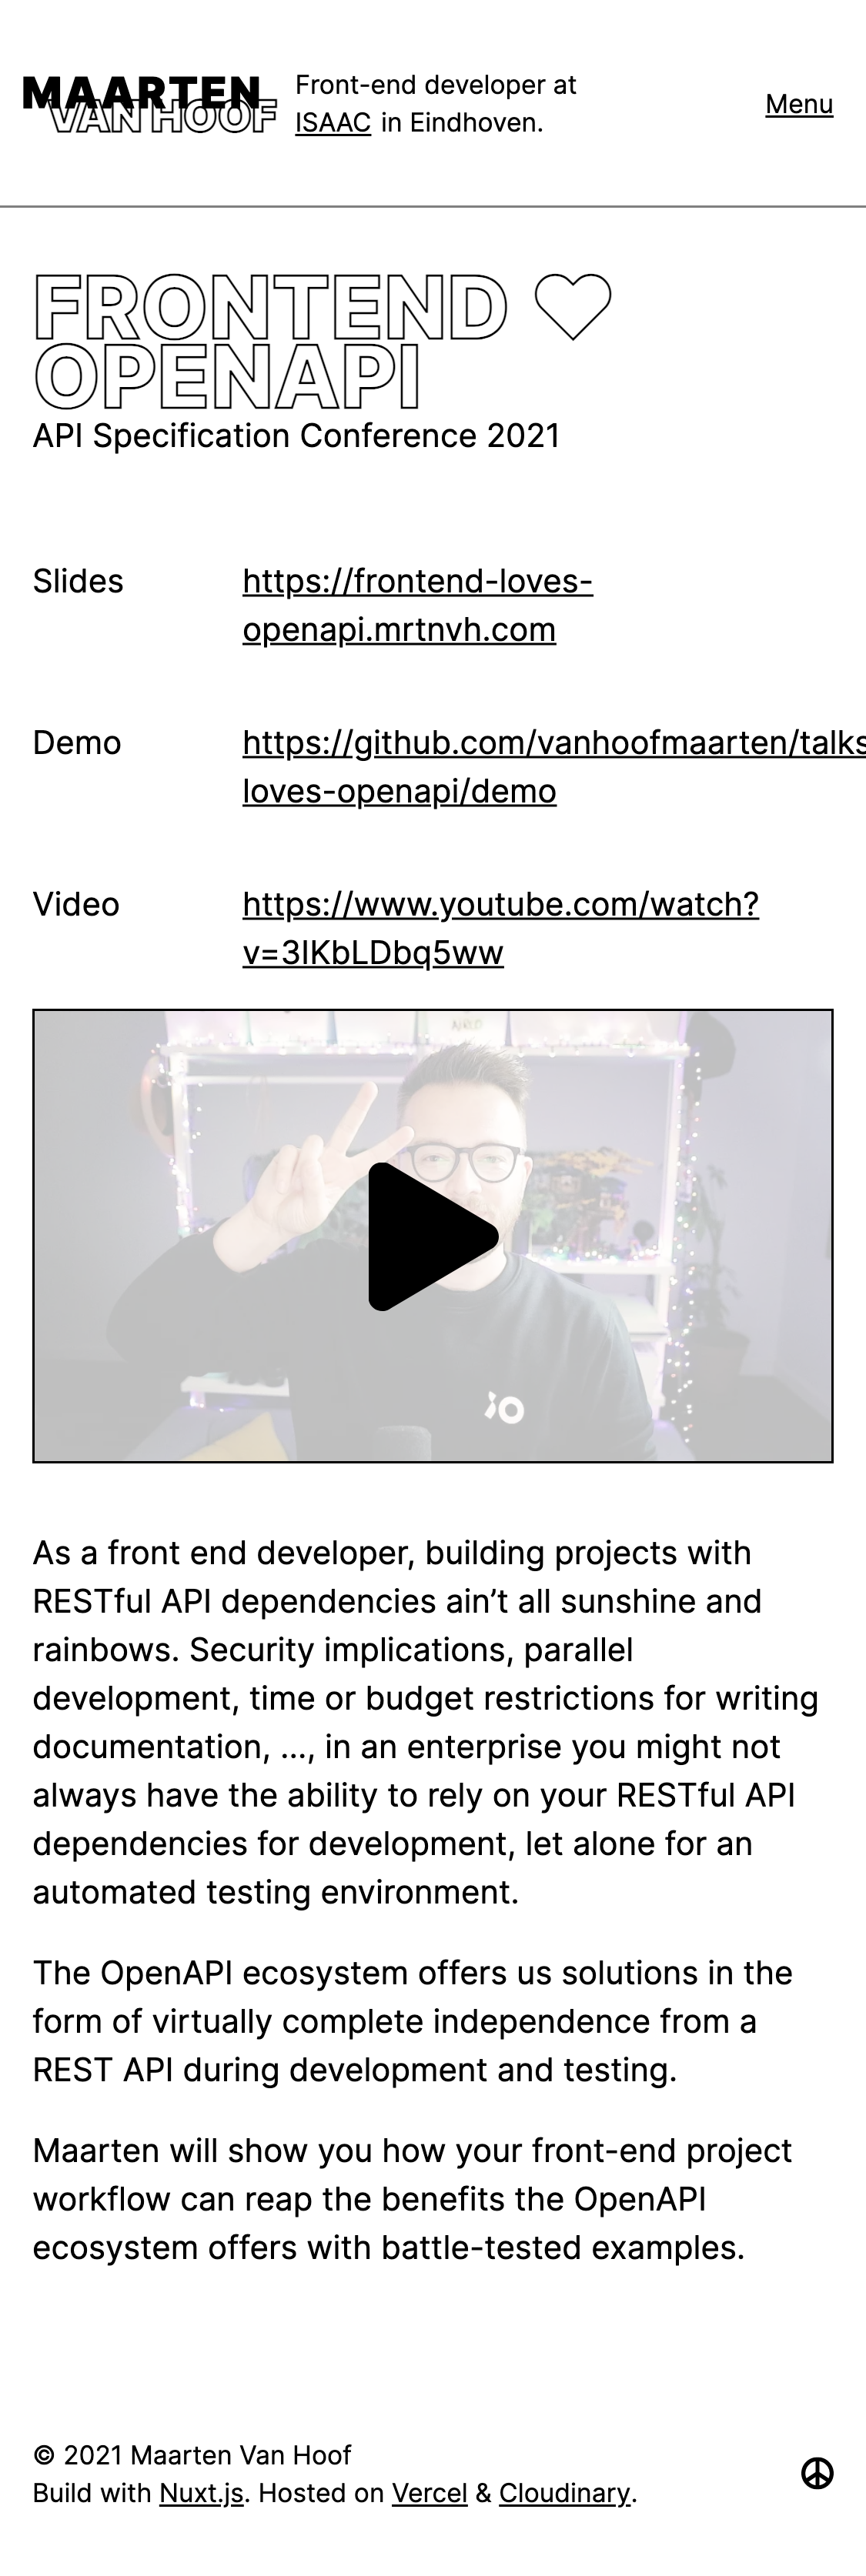 MAARTEN
VAN HOOF
Front-end developer at
ISAAC in Eindhoven.
Menu
FRONTEND ♡
OPENAPI
API Specification Conference 2021
Slides
https://frontend-loves-
openapi.mrtnvh.com
Demo
https://github.com/vanhoofmaarten/talks
loves-openapi/demo
Video
https://www.youtube.com/watch?
v=3lKbLDbq5ww
iO
As a front end developer, building projects with
RESTful API dependencies ain’t all sunshine and
rainbows. Security implications, parallel
development, time or budget restrictions for writing
documentation, ..., in an enterprise you might not
always have the ability to rely on your RESTful API
dependencies for development, let alone for an
automated testing environment.
The OpenAPI ecosystem offers us solutions in the
form of virtually complete independence from a
REST API during development and testing.
Maarten will show you how your front-end project
workflow can reap the benefits the OpenAPI
ecosystem offers with battle-tested examples.
© 2021 Maarten Van Hoof
Build with Nuxt.js. Hosted on Vercel & Cloudinary.